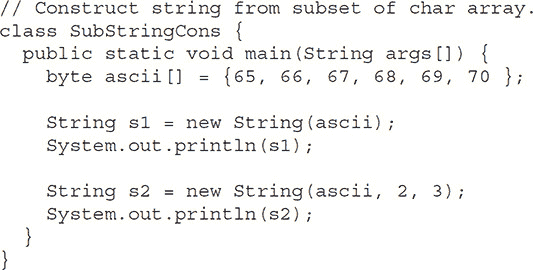 // Construct string from subset of char array.
class SubStringCons {
  public static void main(String args[]) {
    byte ascii[] = {65, 66, 67, 68, 69, 70 };

    String s1 = new String(ascii);
    System.out.println(s1);

    String s2 = new String(ascii, 2, 3);
    System.out.println(s2);
  }
}